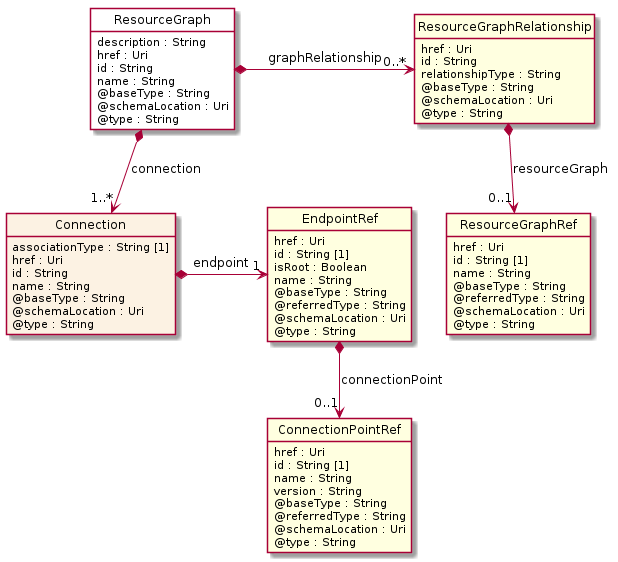 ResourceGraph
description : String
href : Uri
id : String
name : String
@baseType : String
@schemaLocation : Uri
@type : String
graphRelationship
0..*
ResourceGraphRelationship
href : Uri
id : String
relationshipType : String
@baseType : String
@schemaLocation : Uri
@type : String
connection
1..*
resourceGraph
0..1
Connection
associationType : String [1]
href : Uri
id : String
name : String
@baseType : String
@schemaLocation : Uri
@type : String
endpoint
1
EndpointRef
href : Uri
id : String [1]
isRoot : Boolean
name : String
@baseType : String
@referredType : String
@schemaLocation : Uri
@type : String
ResourceGraphRef
href : Uri
id : String [1]
name : String
@baseType : String
@referredType : String
@schemaLocation : Uri
@type : String
connectionPoint
0..1
ConnectionPointRef
href : Uri
id : String [1]
name : String
version : String
@baseType : String
@referredType : String
@schemaLocation : Uri
@type : String